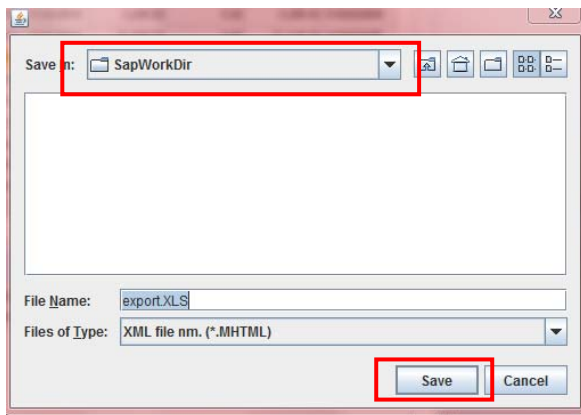 Save In: SapWorkDir
File Name: export.XLS
Files of Type: XML file nm. (*.MHTML)
Save Cancel